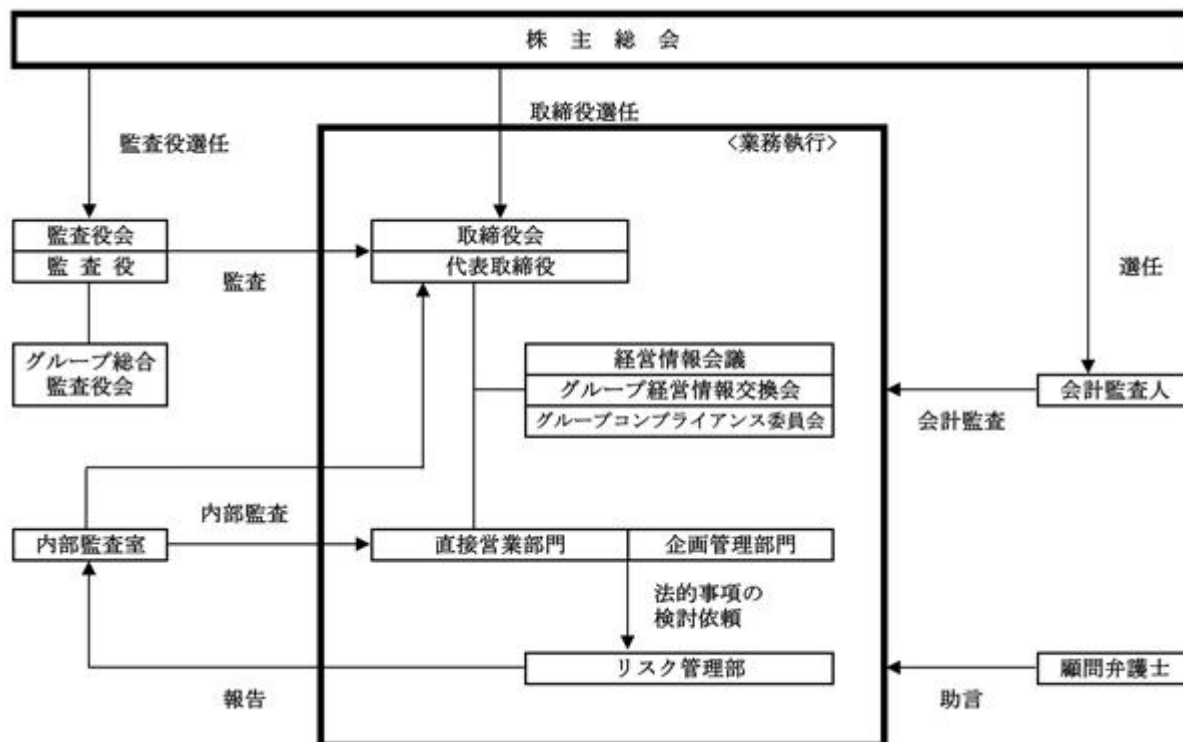 株主総会
取締役選任
監査役選任
<業務執行>
監査役会
監査役
取締役会
代表取締役
監査
選任
グループ総合
監査役会
経営情報会議
グループ経営情報交換会
グループコンプライアンス委員会
会計監査人
会計監査
内部監査
内部監査室
直接営業部門
企画管理部門
法的事項の
検討依頼
リスク管理部
顧問弁護士
報告
助言